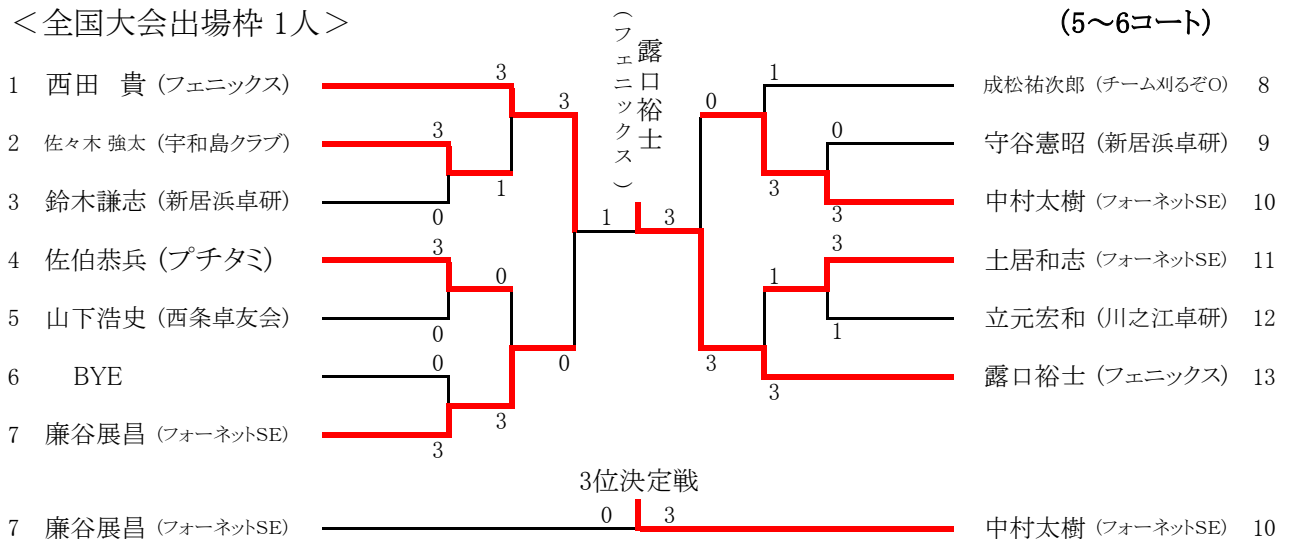 ＜全国大会出場枠 1人＞
(5～6コート)
露口裕士
（フェニックス）
1 西田　貴 (フェニックス)
2 佐々木 強太 (宇和島クラブ)
3 鈴木謙志 (新居浜卓研)
4 佐伯恭兵 (プチタミ)
5 山下浩史 (西条卓友会)
6 BYE
7 廉谷展昌 (フォーネットSE)
3
3
0
1
3
3
0
0
0
0
3
3
0
1
3
成松祐次郎 (チーム刈るぞO) 8
守谷憲昭 (新居浜卓研) 9
中村太樹 (フォーネットSE) 10
土居和志 (フォーネットSE) 11
立元宏和 (川之江卓研) 12
露口裕士 (フェニックス) 13
1
0
0
3
3
3
1
1
3
3
3位決定戦
0 3
7 廉谷展昌 (フォーネットSE)
中村太樹 (フォーネットSE) 10